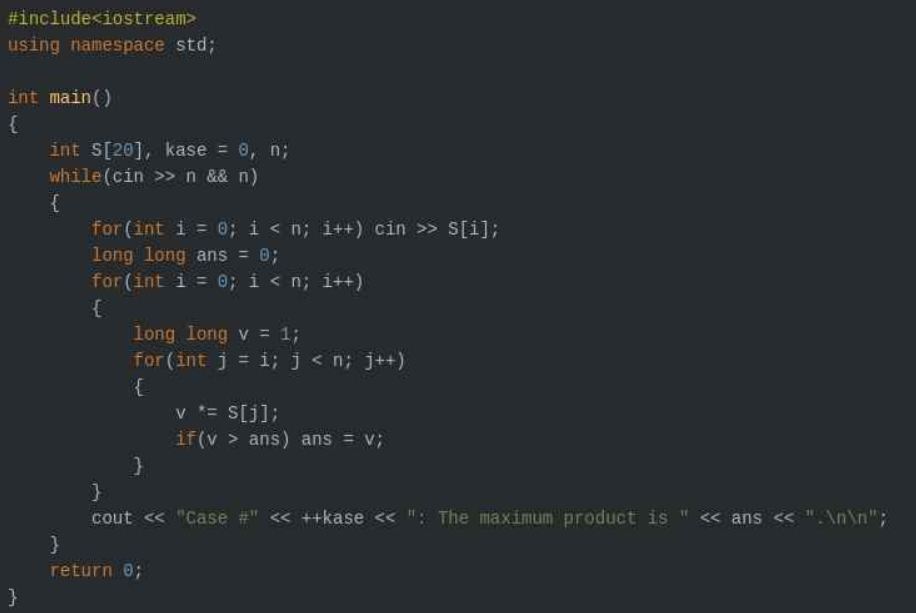 #include<iostream>
using namespace std;

int main()
{
    int S[20], kase = 0, n;
    while(cin >> n && n)
    {
        for(int i = 0; i < n; i++) cin >> S[i];
        long long ans = 0;
        for(int i = 0; i < n; i++)
        {
            long long v = 1;
            for(int j = i; j < n; j++)
            {
                v *= S[j];
                if(v > ans) ans = v;
            }
        }
        cout << "Case #" << ++kase << ": The maximum product is " << ans << ".\n\n";
    }
    return 0;
}